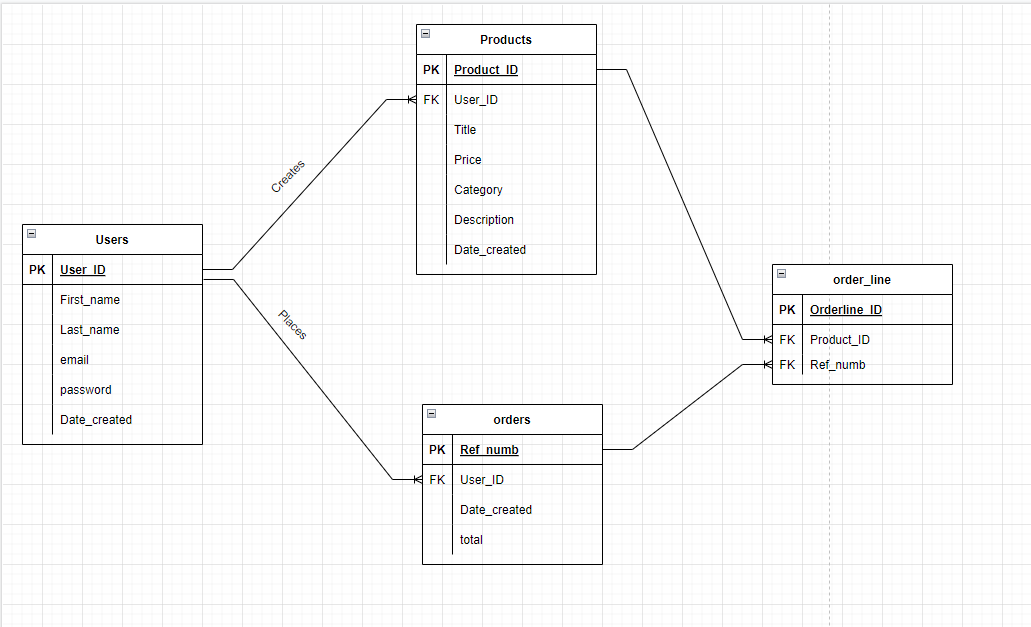 Products
PK Product_ID
FK User_ID
Title
Price
Category
Description
Date_created
Creates
Users
PK User_ID
First_name
Last_name
email
password
Date_created
Places
order_line
PK Orderline_ID
FK Product_ID
FK Ref_numb
orders
PK Ref_numb
FK User_ID
Date_created
total